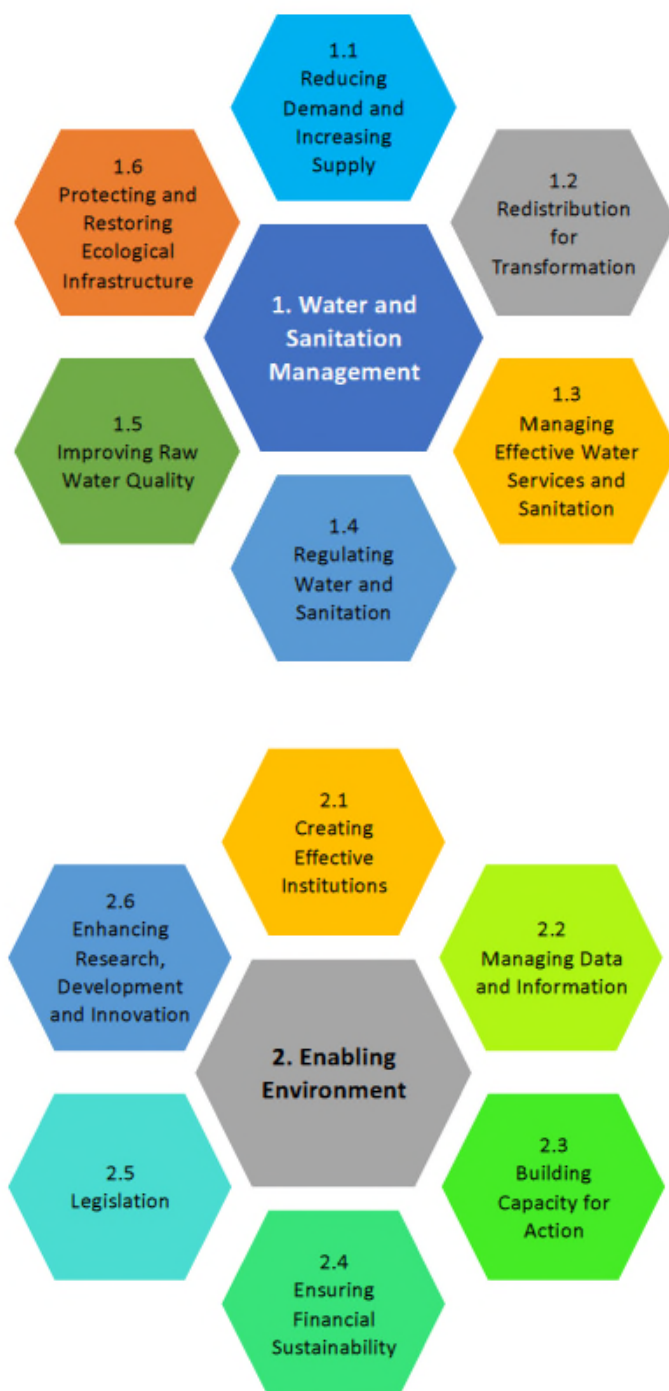 1.1
Reducing
Demand and
Increasing
Supply
1.2
Redistribution
for
Transformation
1.3
Managing
Effective Water
Services and
Sanitation
1.4
Regulating
Water and
Sanitation
1.5
Improving Raw
Water Quality
1.6
Protecting and
Restoring
Ecological
Infrastructure
1. Water and
Sanitation
Management
2.1
Creating
Effective
Institutions
2.2
Managing Data
and Information
2.3
Building
Capacity for
Action
2.4
Ensuring
Financial
Sustainability
2.5
Legislation
2.6
Enhancing
Research,
Development
and Innovation
2. Enabling
Environment